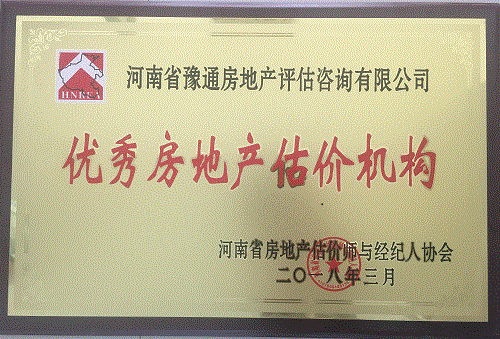 HNREA
河南省豫通房地产评估咨询有限公司
优秀房地产估价机构
河南省房地产估价师与经纪人协会
二〇一八年三月